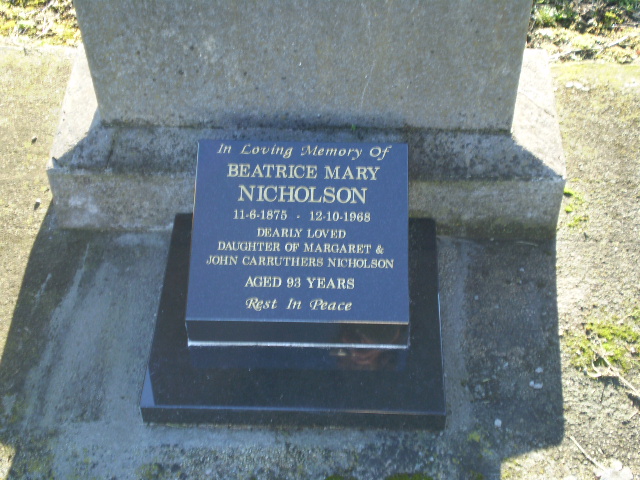 In Loving Memory Of
BEATRICE MARY
NICHOLSON
11-6-1875 - 12-10-1968
DEARLY LOVED
DAUGHTER OF MARGARET &
JOHN CARRUTHERS NICHOLSON
AGED 93 YEARS
Rest In Peace